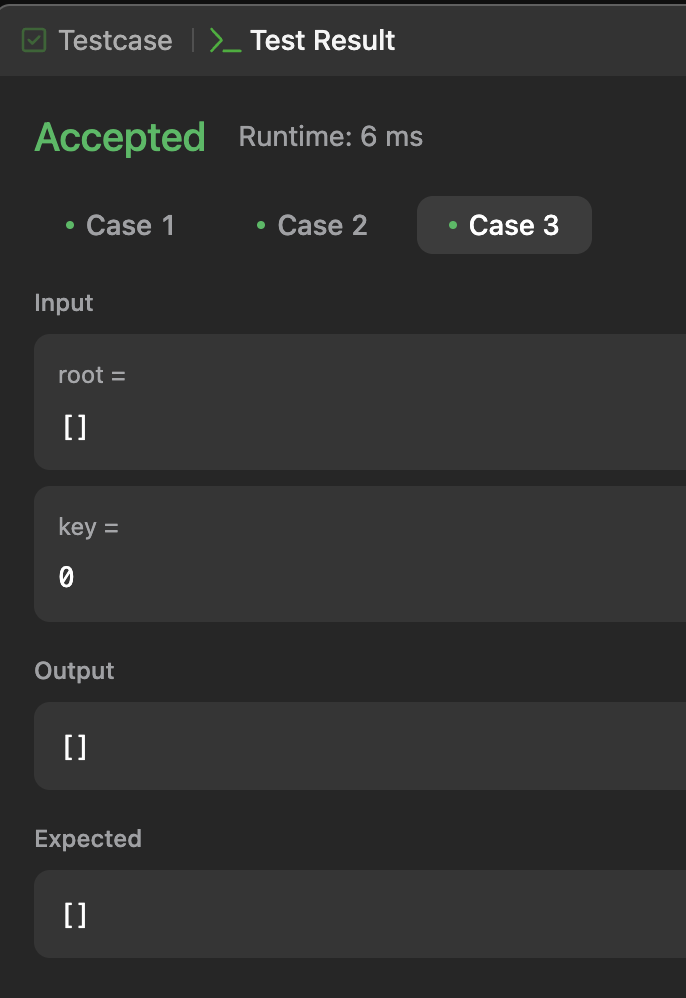 Testcase | >_ Test Result
Accepted Runtime: 6 ms
• Case 1 • Case 2 • Case 3
Input
root =
[]
key =
0
Output
[]
Expected
[]